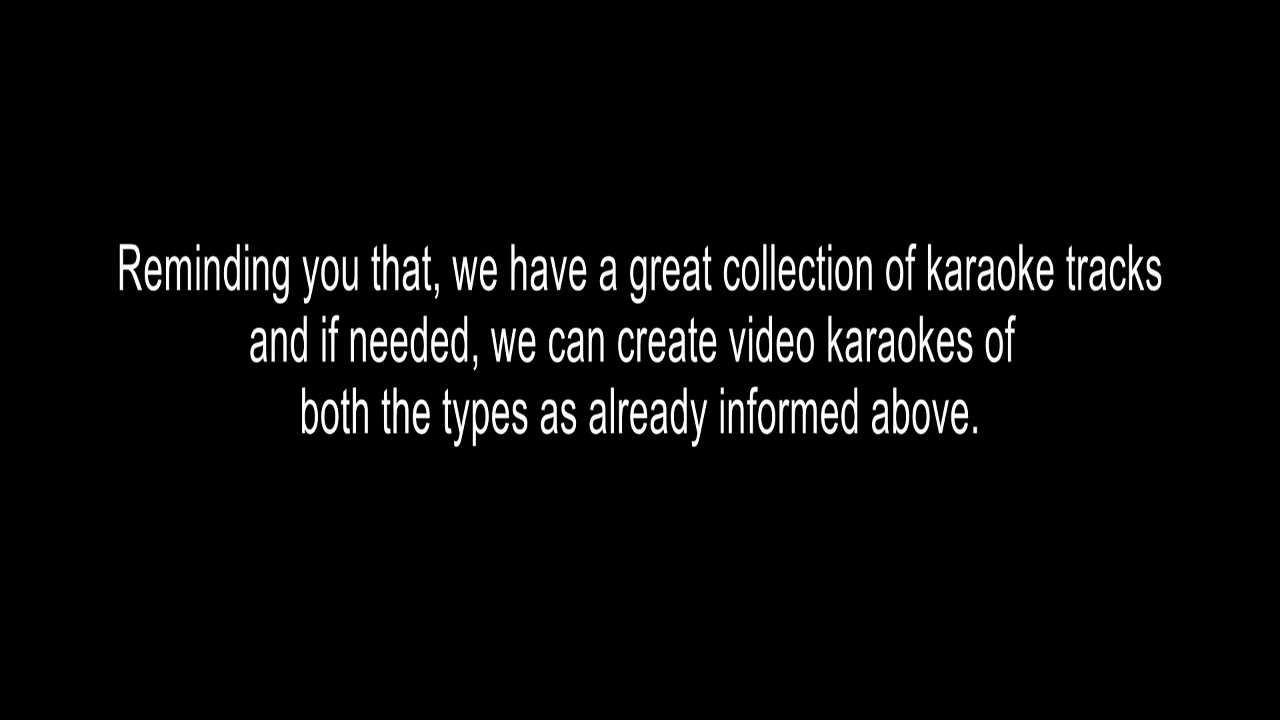 Reminding you that, we have a great collection of karaoke tracks
and if needed, we can create video karaokes of
both the types as already informed above.